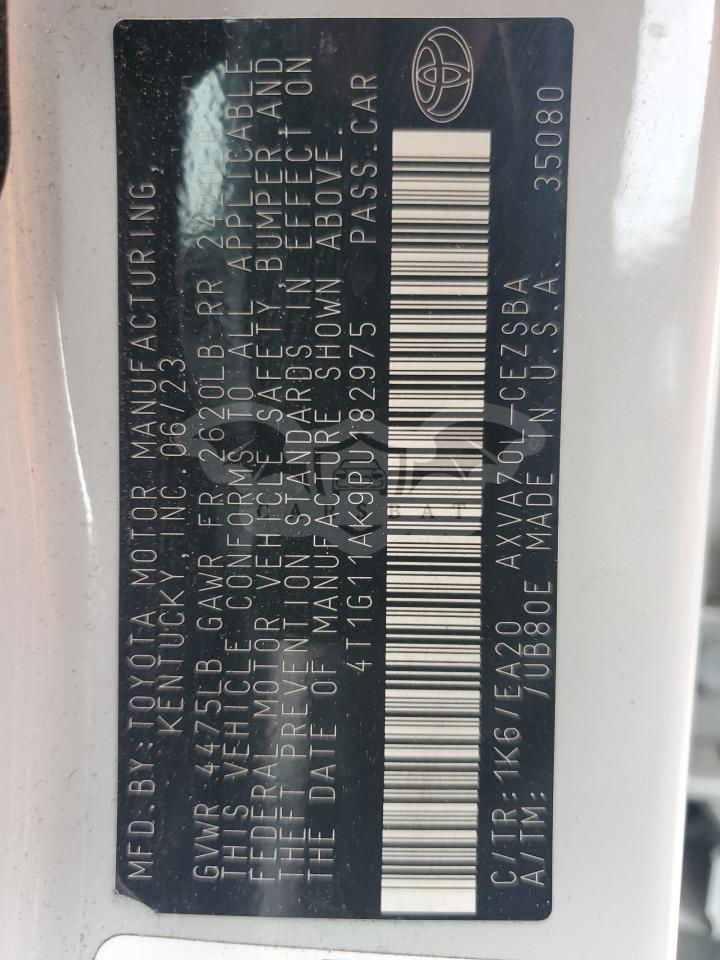 MFD.BY:TOYOTA MOTOR MANUFACTURING,
KENTUCKY,INC.06/23
GVWR 4475LB GAWR FR 2620LB RR
THIS VEHICLE CONFORMS TO ALL APPLICABLE
FEDERAL MOTOR VEHICLE SAFETY,BUMPER AND
THEFT PREVENTION STANDARDS IN EFFECT ON
THE DATE OF MANUFACTURE SHOWN ABOVE.
4T1G11AK9PU182975 PASS.CAR
C/TR:1K6/EA20 AXVA70L-CEZSBA 35080
A/TM: /UB80E MADE IN U.S.A.
CARSBAT